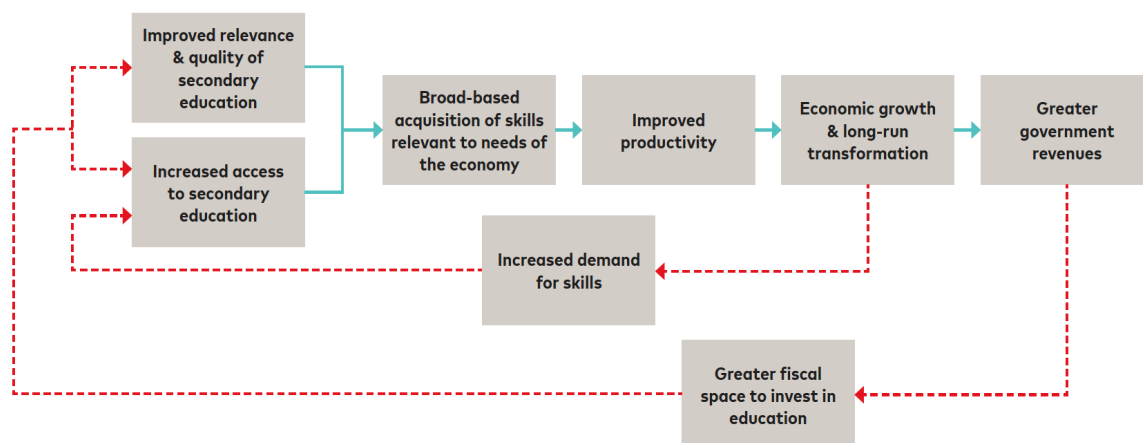 Improved relevance
& quality of
secondary
education
Increased access
to secondary
education
Broad-based
acquisition of skills
relevant to needs of
the economy
Improved
productivity
Economic growth
& long-run
transformation
Greater
government
revenues
Increased demand
for skills
Greater fiscal
space to invest in
education